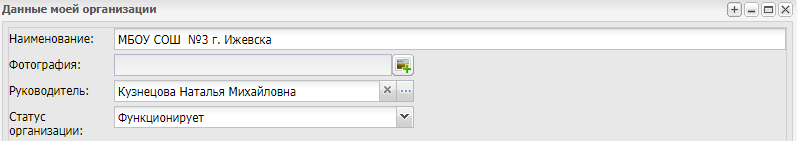 Данные моей организации
Наименование: МБОУ СОШ №3 г. Ижевска
Фотография:
Руководитель: Кузнецова Наталья Михайловна
Статус организации: Функционирует